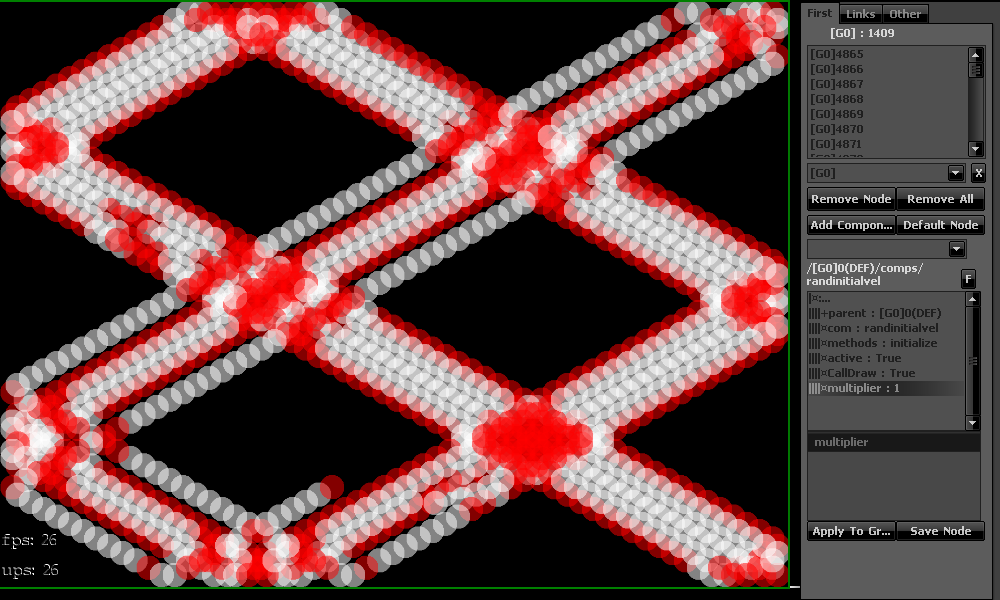 First Links Other
[G0] : 1409
[G0]4865
[G0]4866
[G0]4867
[G0]4868
[G0]4869
[G0]4870
[G0]4871
[G0] X
Remove Node Remove All
Add Compon... Default Node
/[G0]0(DEF)/comps/
randinitialvel F
|¤:...
||||+parent : [G0]0(DEF)
||||¤com : randinitialvel
||||¤methods : initialize
||||¤active : True
||||¤CallDraw : True
||||¤multiplier : 1
multiplier
Apply To Gr... Save Node
fps: 26
ups: 26